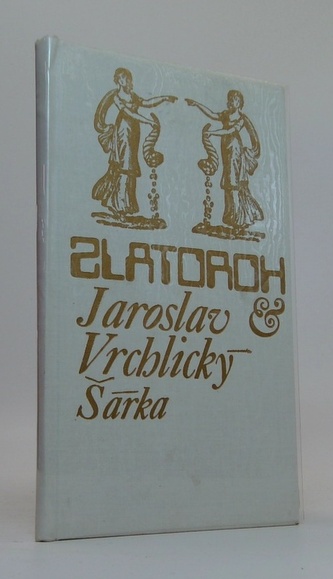 ZLATOROH
Jaroslav &
Vrchlický
Šárka